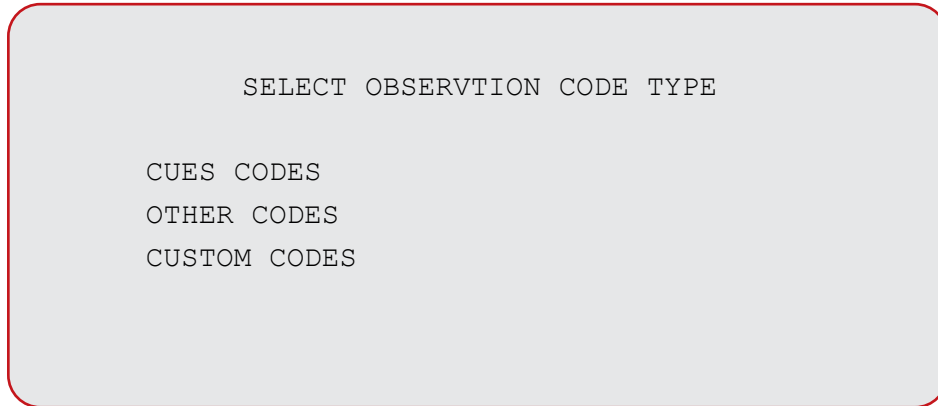 SELECT OBSERVTION CODE TYPE
CUES CODES
OTHER CODES
CUSTOM CODES